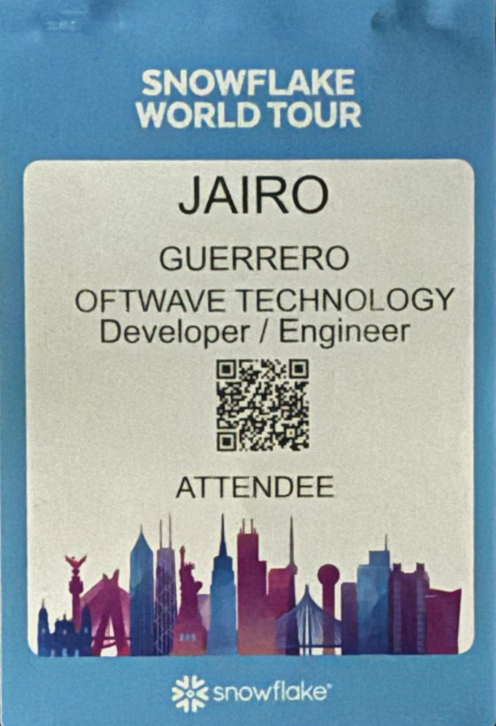 SNOWFLAKE
WORLD TOUR
JAIRO
GUERRERO
OFTWAVE TECHNOLOGY
Developer / Engineer
ATTENDEE
snowflake®